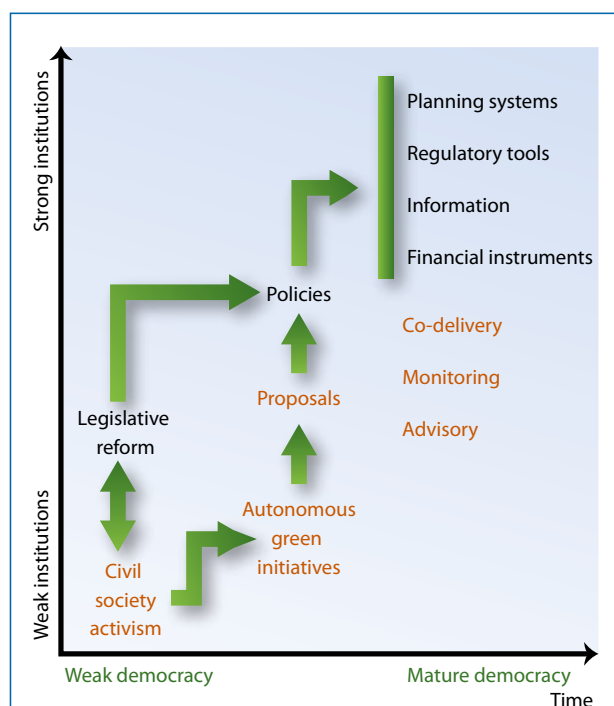 Strong institutions
Weak institutions
Planning systems
Regulatory tools
Information
Financial instruments
Policies
Co-delivery
Monitoring
Advisory
Proposals
Legislative
reform
Autonomous
green
initiatives
Civil
society
activism
Weak democracy
Mature democracy
Time